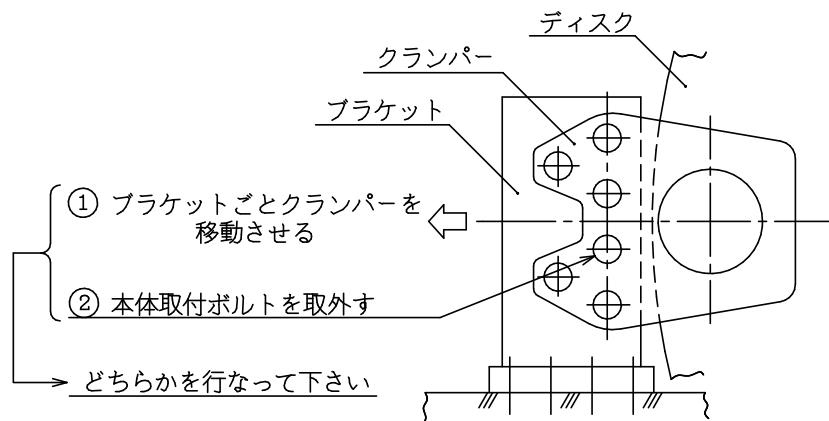 ディスク
クランパー
ブラケット
① ブラケットごとクランパーを
移動させる
② 本体取付ボルトを取外す
どちらかを行なって下さい